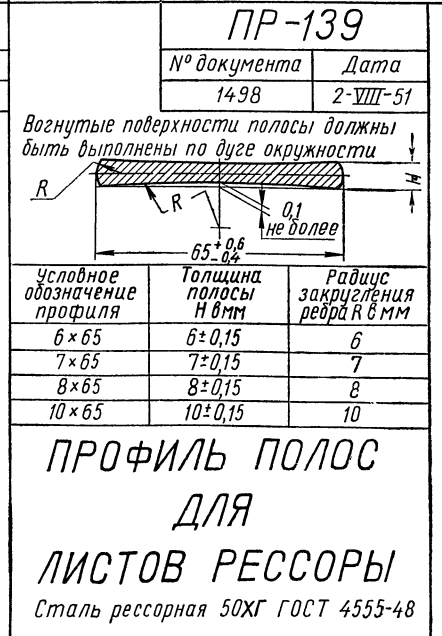 ПР-139
№ документа Дата
1498 2-VIII-51
Вогнутые поверхности полосы должны
быть выполнены по дуге окружности
R R H
0,1
не более
65 +0,6 -0,4
Условное обозначение профиля Толщина полосы H в мм Радиус закругления ребра R в мм
6×65 6±0,15 6
7×65 7±0,15 7
8×65 8±0,15 8
10×65 10±0,15 10
ПРОФИЛЬ ПОЛОС
ДЛЯ
ЛИСТОВ РЕССОРЫ
Сталь рессорная 50ХГ ГОСТ 4555-48